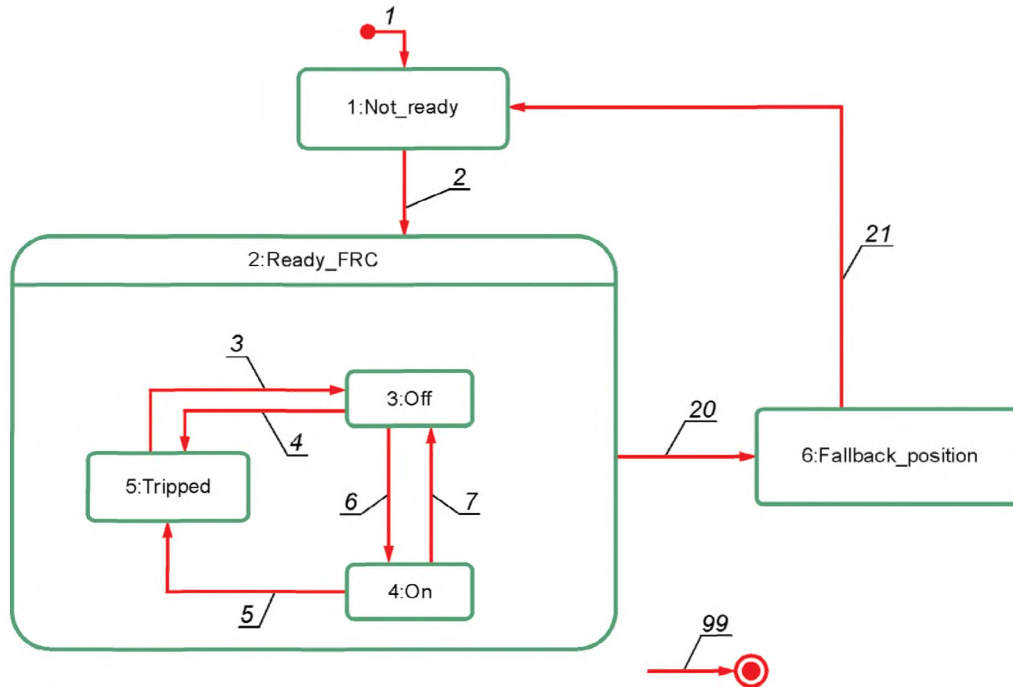 1
1:Not_ready
2
21
2:Ready_FRC
3
3:Off
4
20
6:Fallback_position
5:Tripped
6
7
4:On
5
99